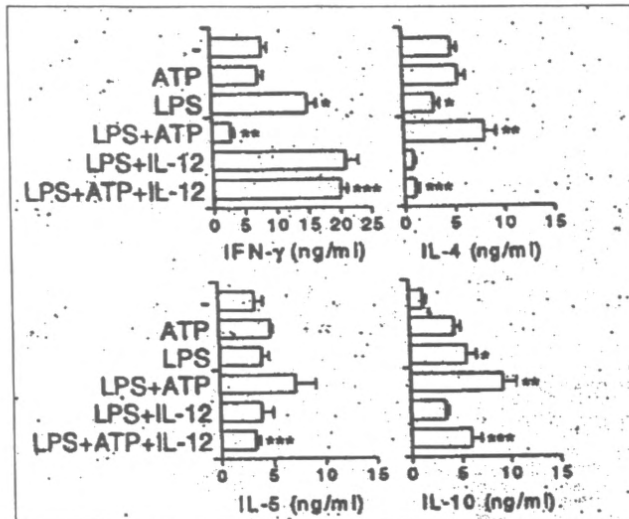 -
ATP
LPS *
LPS+ATP ** **
LPS+IL-12
LPS+ATP+IL-12 *** ***
0 5 10 15 20 25 0 5 10 15
IFN-γ (ng/ml) IL-4 (ng/ml)
-
ATP
LPS *
LPS+ATP **
LPS+IL-12
LPS+ATP+IL-12 *** ***
0 5 10 15 0 5 10 15
IL-5 (ng/ml) IL-10 (ng/ml)